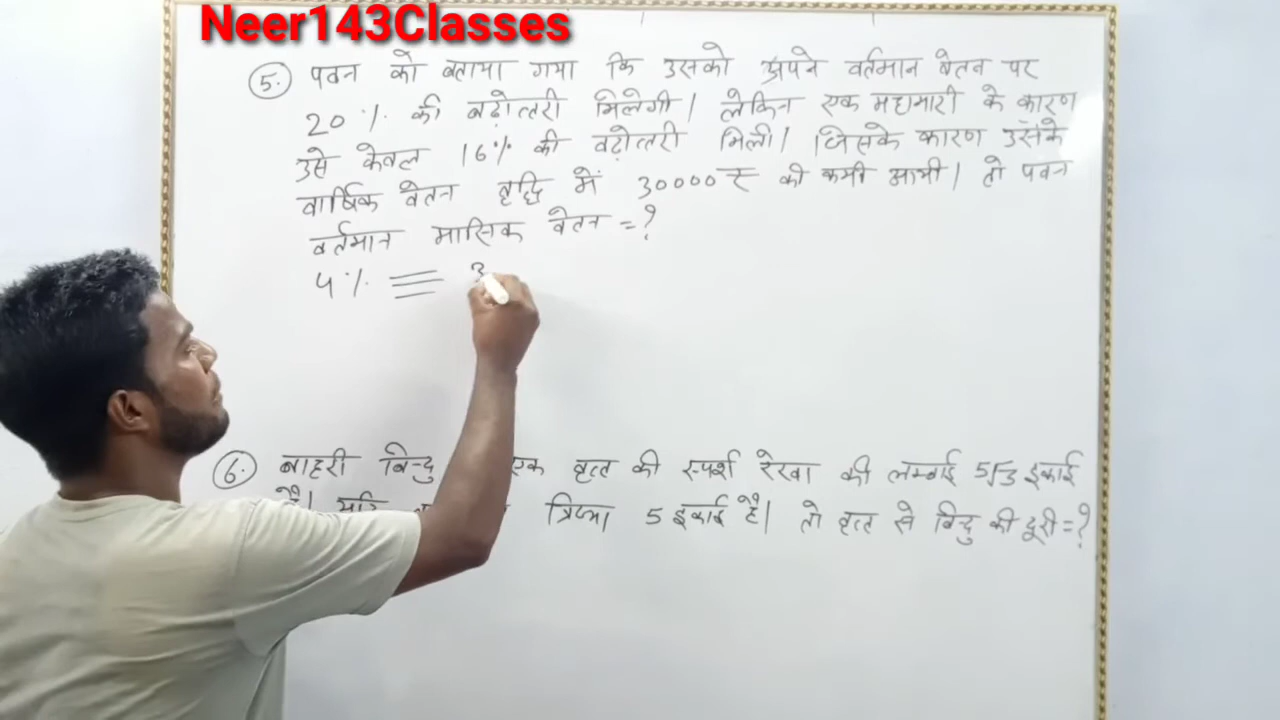 Neer143Classes
5. पवन को बताया गया कि उसको अपने वर्तमान वेतन पर
20% की बढ़ोत्तरी मिलेगी। लेकिन एक महामारी के कारण
उसे केवल 16% की बढ़ोत्तरी मिली। जिसके कारण उसके
वार्षिक वेतन वृद्धि में 30000₹ की कमी आयी। तो पवन
वर्तमान मासिक वेतन =?
4% ≡ 3
6. बाहरी बिन्दु एक वृत्त की स्पर्श रेखा की लम्बाई 5√3 इकाई
है। यदि त्रिज्या 5 इकाई है। तो वृत्त से बिंदु की दूरी=?